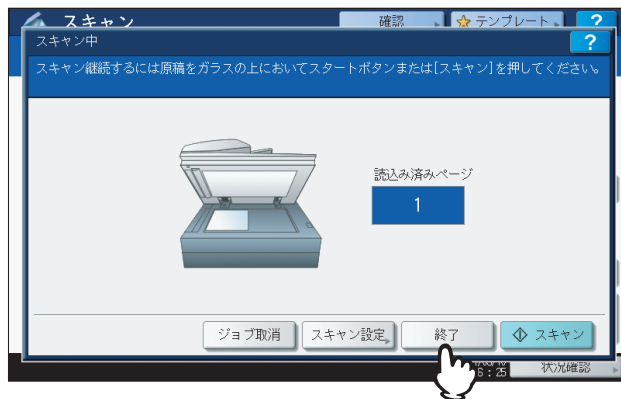 スキャン
確認
テンプレート
?
スキャン中
?
スキャン継続するには原稿をガラスの上においてスタートボタンまたは[スキャン]を押してください。
読込み済みページ
1
ジョブ取消
スキャン設定
終了
スキャン
6:25
状況確認